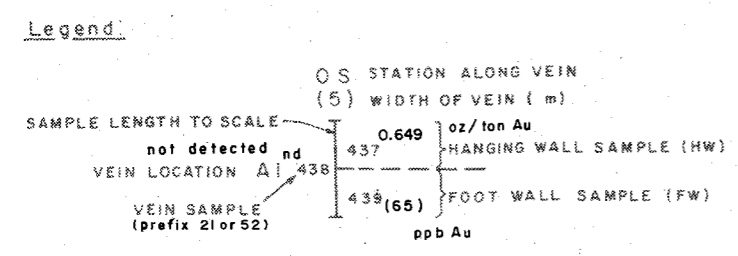 Legend:
O S STATION ALONG VEIN
(5) WIDTH OF VEIN ( m)
SAMPLE LENGTH TO SCALE
0.649 oz/ton Au
not detected nd 437 HANGING WALL SAMPLE (HW)
VEIN LOCATION A1 438
439 (65) FOOT WALL SAMPLE (FW)
VEIN SAMPLE
(prefix 21 or 52)
ppb Au